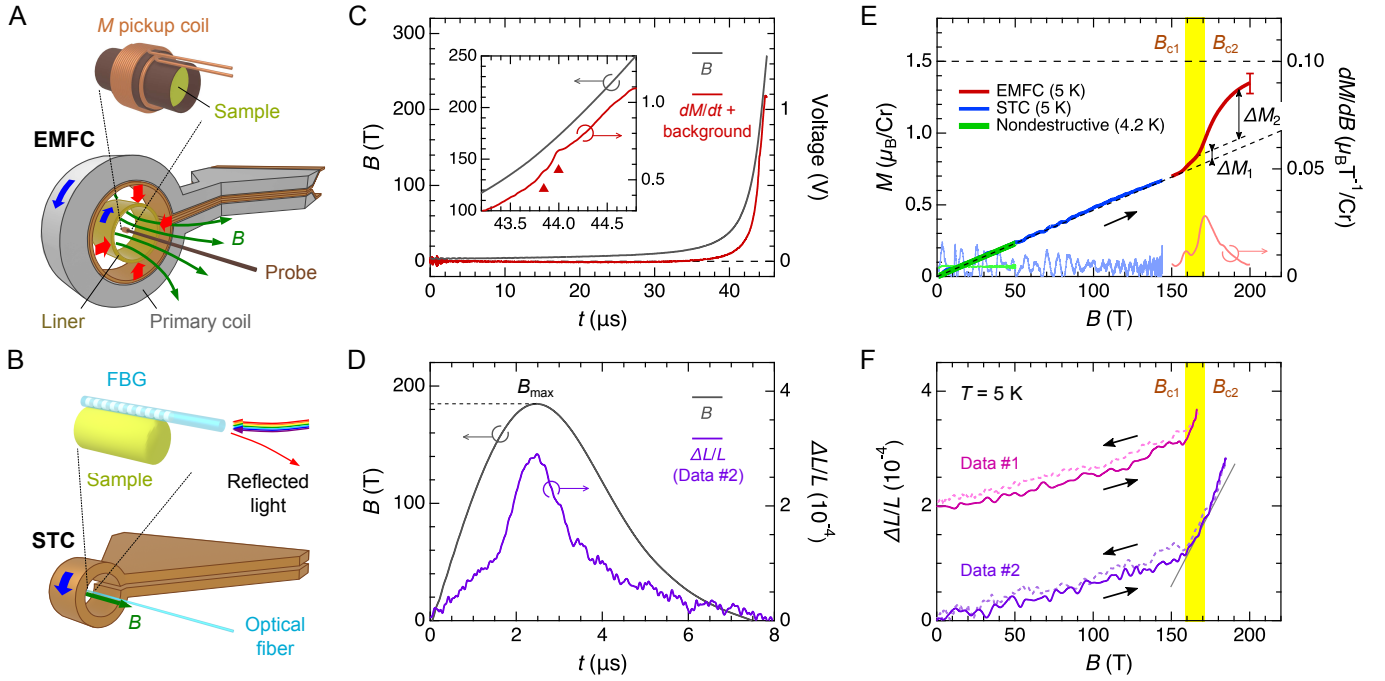 A
M pickup coil
Sample
EMFC
B
Probe
Liner
Primary coil
B
FBG
Sample
Reflected
light
STC
B
Optical
fiber
C
300
250
200
150
100
50
0
B (T)
250
200
150
100
43.5
44.0
44.5
1.0
0.5
B
dM/dt +
background
1
0
Voltage (V)
0
10
20
30
40
t (μs)
D
180
120
60
0
B (T)
Bmax
B
ΔL/L
(Data #2)
4
2
0
ΔL/L (10-4)
0
2
4
6
8
t (μs)
E
Bc1
Bc2
1.5
1.0
0.5
0
M (μB/Cr)
EMFC (5 K)
STC (5 K)
Nondestructive (4.2 K)
ΔM2
ΔM1
0.10
0.05
0
dM/dB (μBT-1/Cr)
0
50
100
150
200
B (T)
F
T = 5 K
Bc1
Bc2
4
2
0
ΔL/L (10-4)
Data #1
Data #2
0
50
100
150
200
B (T)